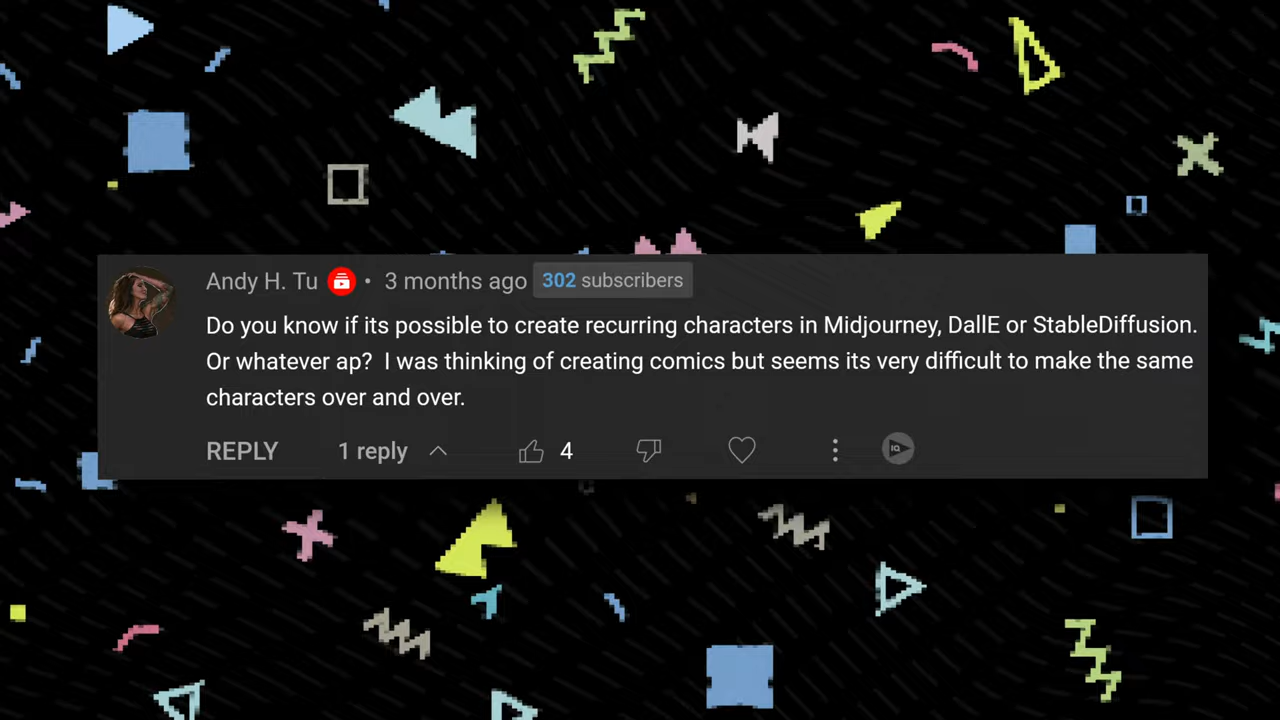 Andy H. Tu • 3 months ago 302 subscribers
Do you know if its possible to create recurring characters in Midjourney, DallE or StableDiffusion.
Or whatever ap?  I was thinking of creating comics but seems its very difficult to make the same
characters over and over.
REPLY 1 reply 4 IQ